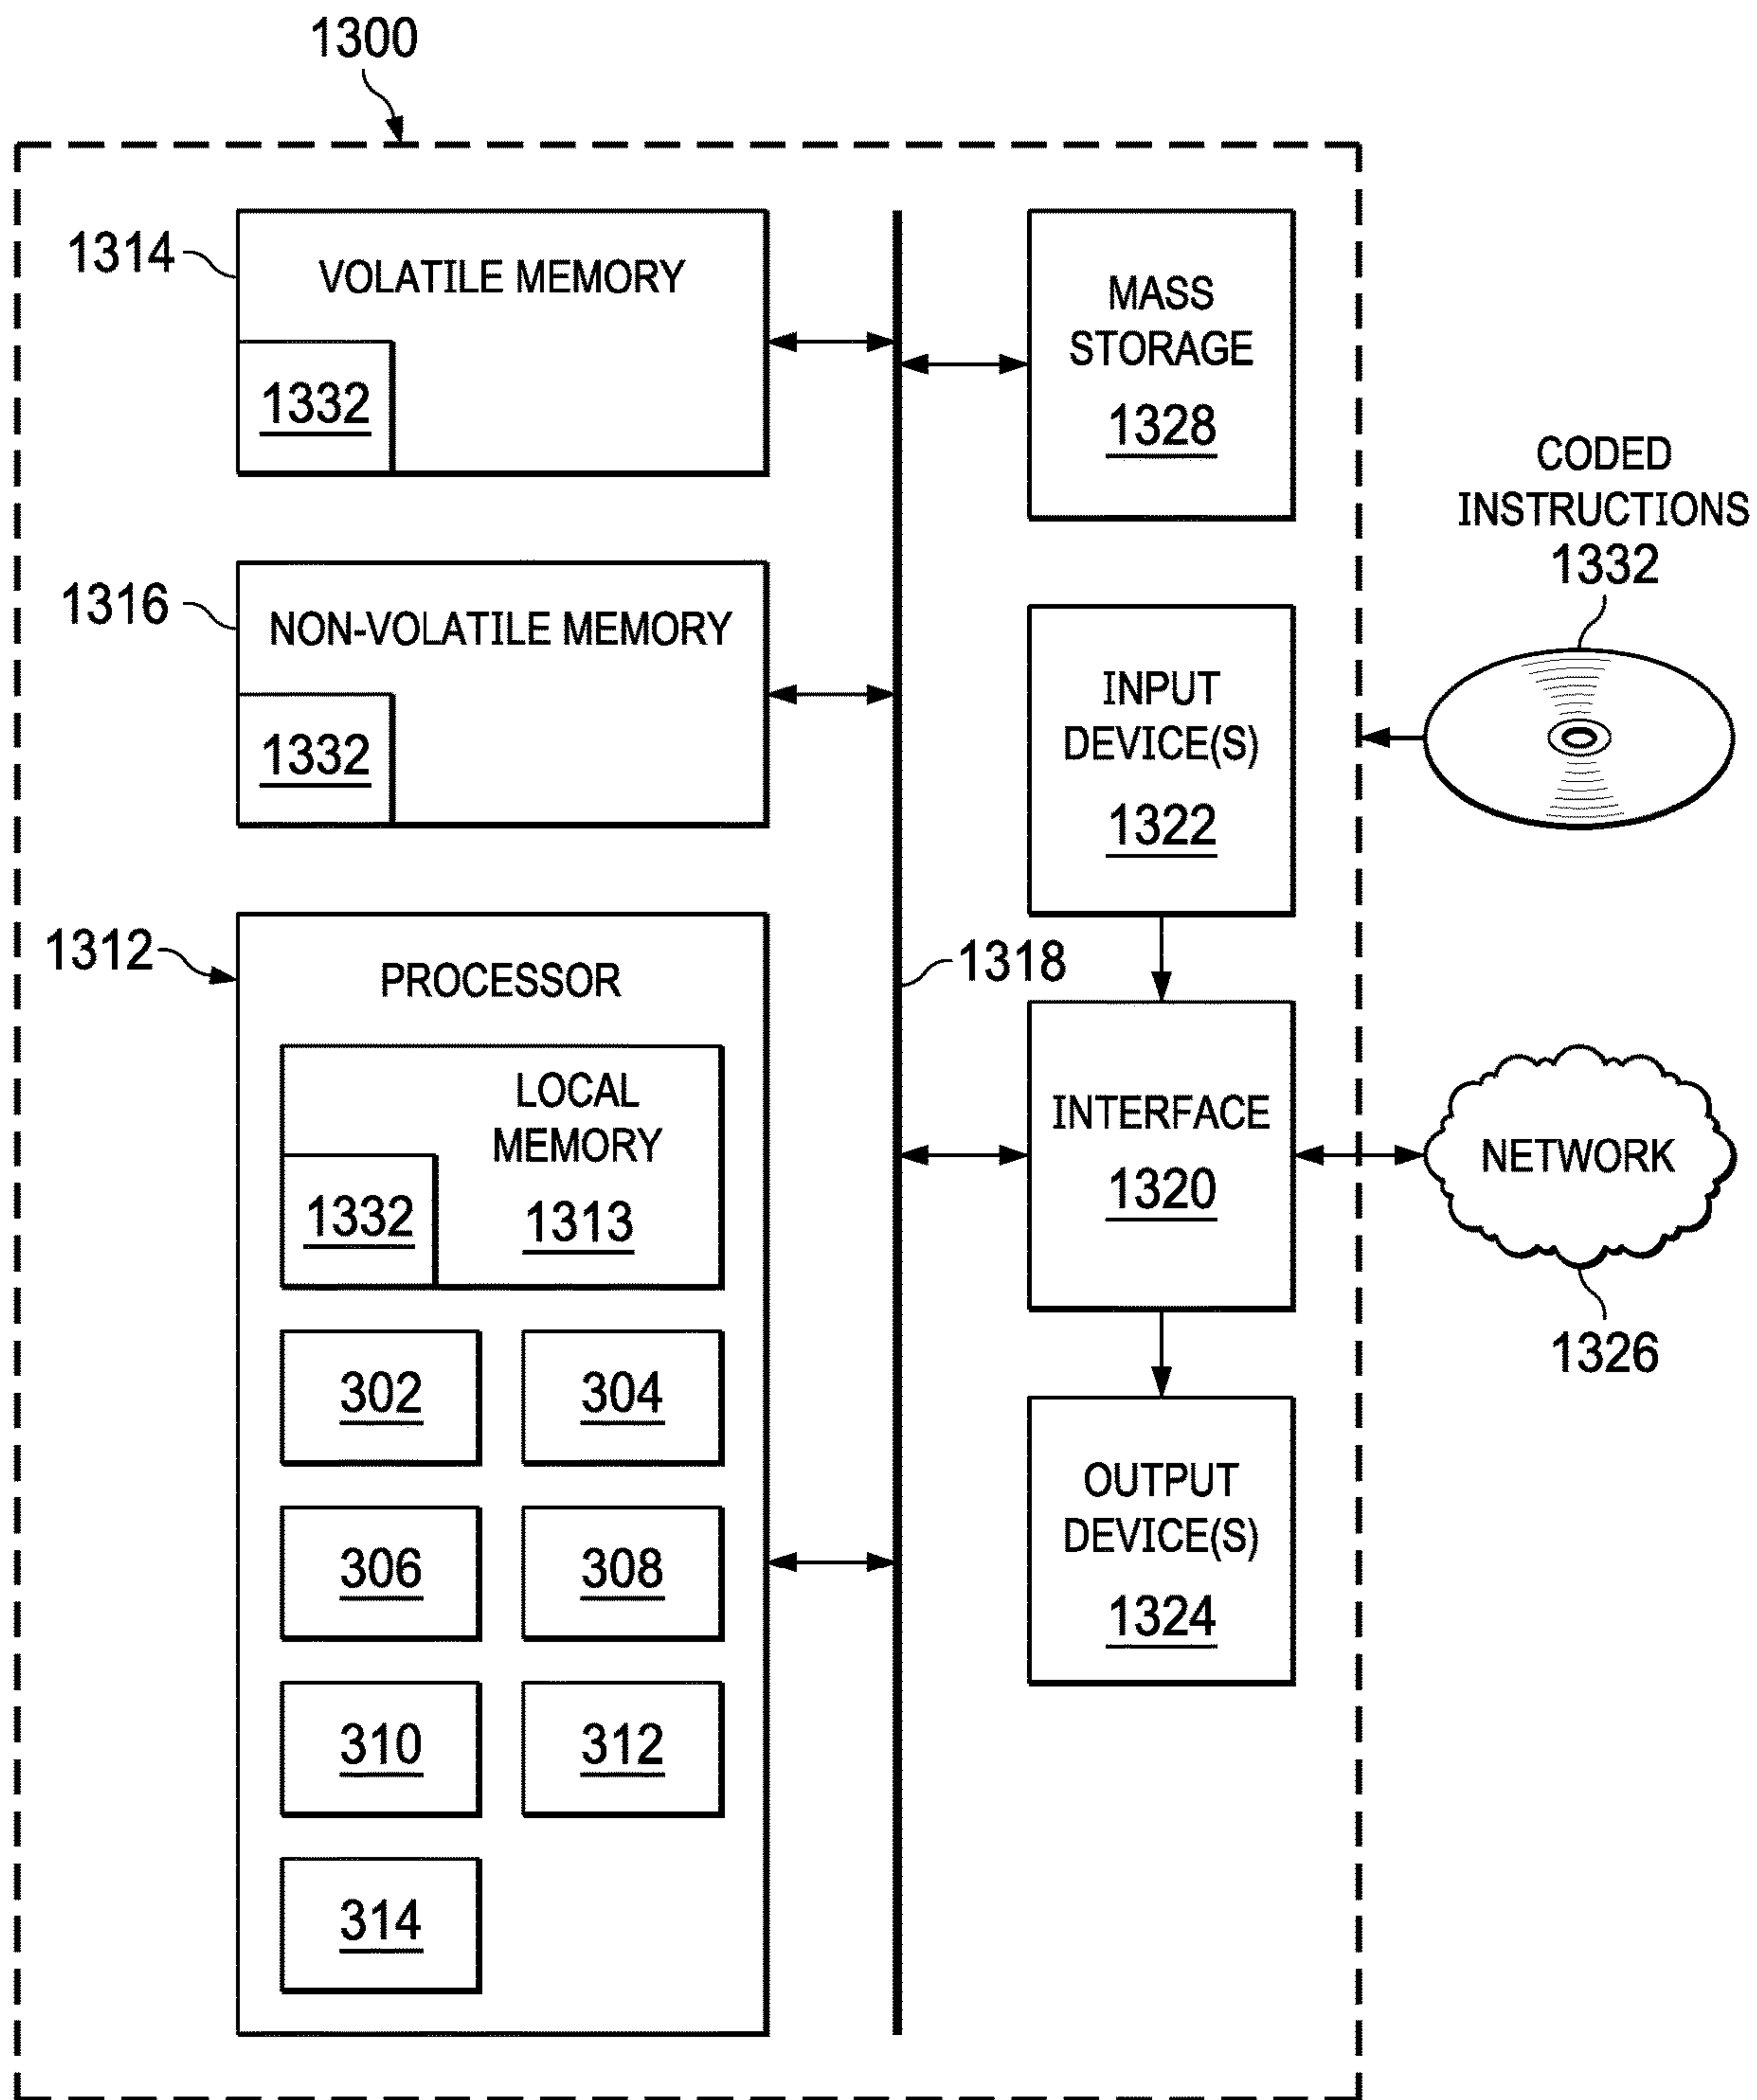 1300
1314
VOLATILE MEMORY
1332
1316
NON-VOLATILE MEMORY
1332
1312
PROCESSOR
LOCAL
MEMORY
1313
1332
302
304
306
308
310
312
314
1318
MASS
STORAGE
1328
INPUT
DEVICE(S)
1322
INTERFACE
1320
OUTPUT
DEVICE(S)
1324
CODED
INSTRUCTIONS
1332
NETWORK
1326